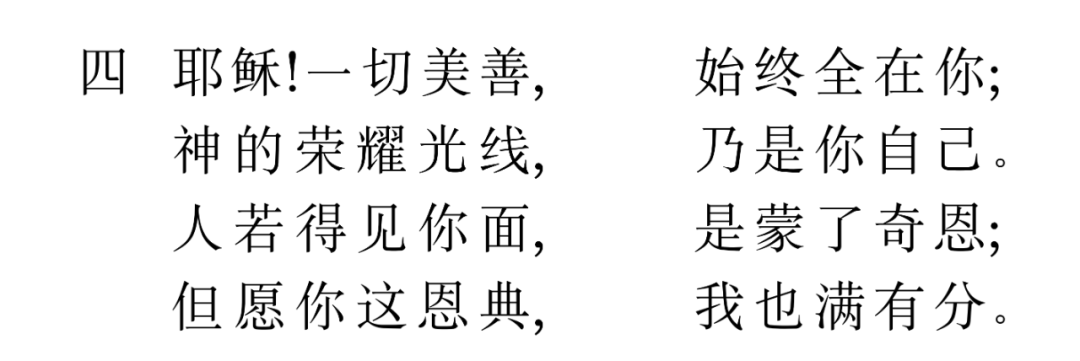 四 耶稣!一切美善, 始终全在你;
神的荣耀光线, 乃是你自己。
人若得见你面, 是蒙了奇恩;
但愿你这恩典, 我也满有分。